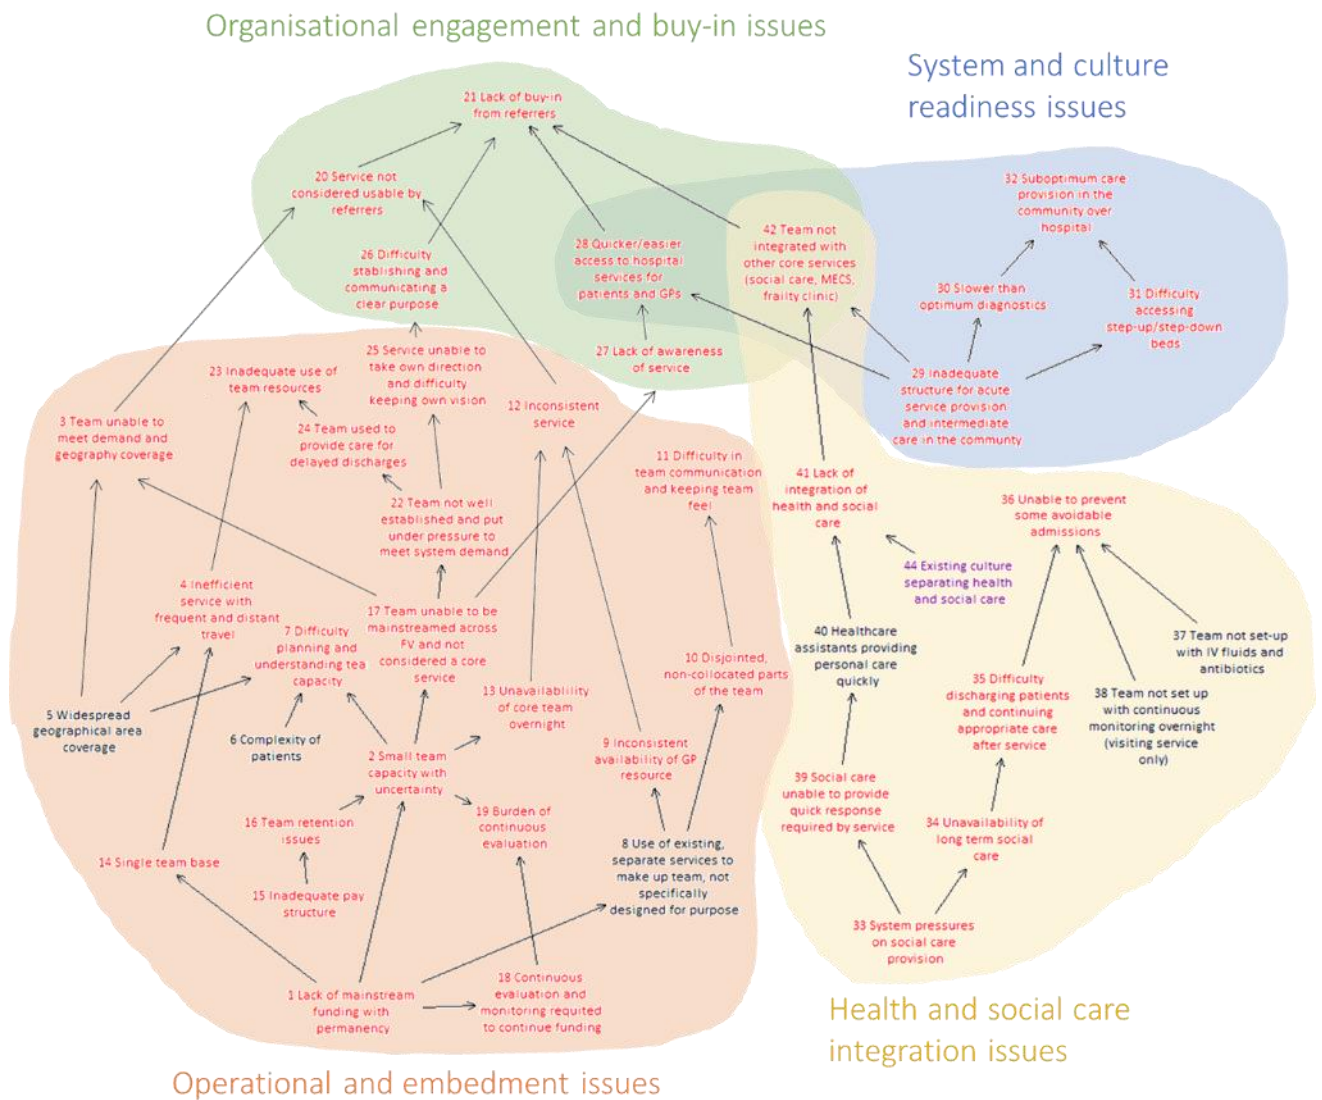 Organisational engagement and buy-in issues
System and culture
readiness issues
21 Lack of buy-in
from referrers
20 Service not
considered usable by
referrers
26 Difficulty
stablishing and
communicating a
clear purpose
28 Quicker/easier
access to hospital
services for
patients and GPs
42 Team not
integrated with
other core services
(social care, MECS,
frailty clinic)
32 Suboptimum care
provision in the
community over
hospital
30 Slower than
optimum diagnostics
31 Difficulty
accessing
step-up/step-down
beds
27 Lack of awareness
of service
29 Inadequate
structure for acute
service provision
and intermediate
care in the communty
25 Service unable to
take own direction
and difficulty
keeping own vision
23 Inadequate use of
team resources
24 Team used to
provide care for
delayed discharges
12 Inconsistent
service
3 Team unable to
meet demand and
geography coverage
11 Difficulty in
team communication
and keeping team
feel
22 Team not well
established and put
under pressure to
meet system demand
41 Lack of
integration of
health and social
care
36 Unable to prevent
some avoidable
admissions
44 Existing culture
separating health
and social care
4 Inefficient
service with
frequent and distant
travel
7 Difficulty
planning and
understanding tea
capacity
17 Team unable to be
mainstreamed across
FV and not
considered a core
service
10 Disjointed,
non-collocated parts
of the team
40 Healthcare
assistants providing
personal care
quickly
37 Team not set-up
with IV fluids and
antibiotics
35 Difficulty
discharging patients
and continuing
appropriate care
after service
38 Team not set up
with continuous
monitoring overnight
(visiting service
only)
5 Widespread
geographical area
coverage
6 Complexity of
patients
13 Unavailablility
of core team
overnight
2 Small team
capacity with
uncertainty
9 Inconsistent
availability of GP
resource
39 Social care
unable to provide
quick response
required by service
34 Unavailability of
long term social
care
16 Team retention
issues
19 Burden of
continuous
evaluation
8 Use of existing,
separate services to
make up team, not
specifically
designed for purpose
14 Single team base
15 Inadequate pay
structure
33 System pressures
on social care
provision
1 Lack of mainstream
funding with
permanency
18 Continuous
evaluation and
monitoring requited
to continue funding
Health and social care
integration issues
Operational and embedment issues